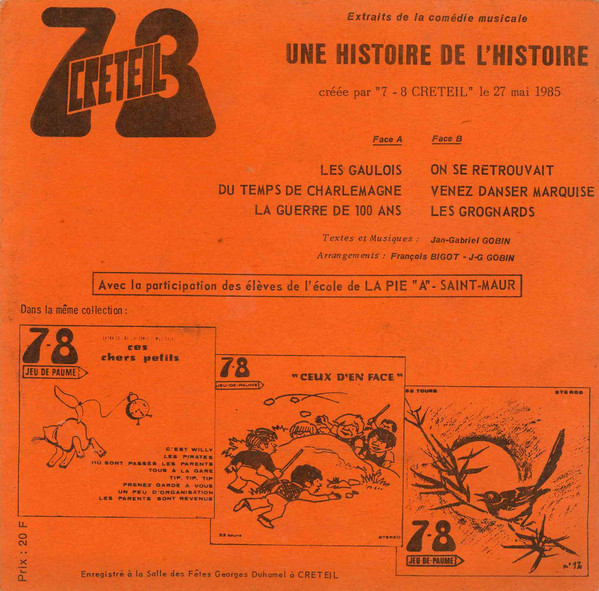 7-8
CRETEIL
Extraits de la comédie musicale
UNE HISTOIRE DE L'HISTOIRE
créée par "7 - 8 CRETEIL" le 27 mai 1985
Face A
LES GAULOIS
DU TEMPS DE CHARLEMAGNE
LA GUERRE DE 100 ANS
Face B
ON SE RETROUVAIT
VENEZ DANSER MARQUISE
LES GROGNARDS
Textes et Musiques : Jan-Gabriel GOBIN
Arrangements : François BIGOT - J-G GOBIN
Avec la participation des élèves de l'école de LA PIE "A" - SAINT-MAUR
Dans la même collection :
7-8
JEU DE PAUME
ces
chers petits
C'EST WILLY
LES PIRATES
OU SONT PASSÉS LES PARENTS
TOUS A LA GARE
TIP, TIP, TIP
PRENEZ GARDE A VOUS
UN PEU D'ORGANISATION
LES PARENTS SONT REVENUS
7-8
JEU-DE-PAUME
"CEUX D'EN FACE"
33 tours
STEREO
33 TOURS
STEREO
7-8
JEU-DE-PAUME
n°12
Prix : 20 F
Enregistré à la Salle des Fêtes Georges Duhamel à CRETEIL